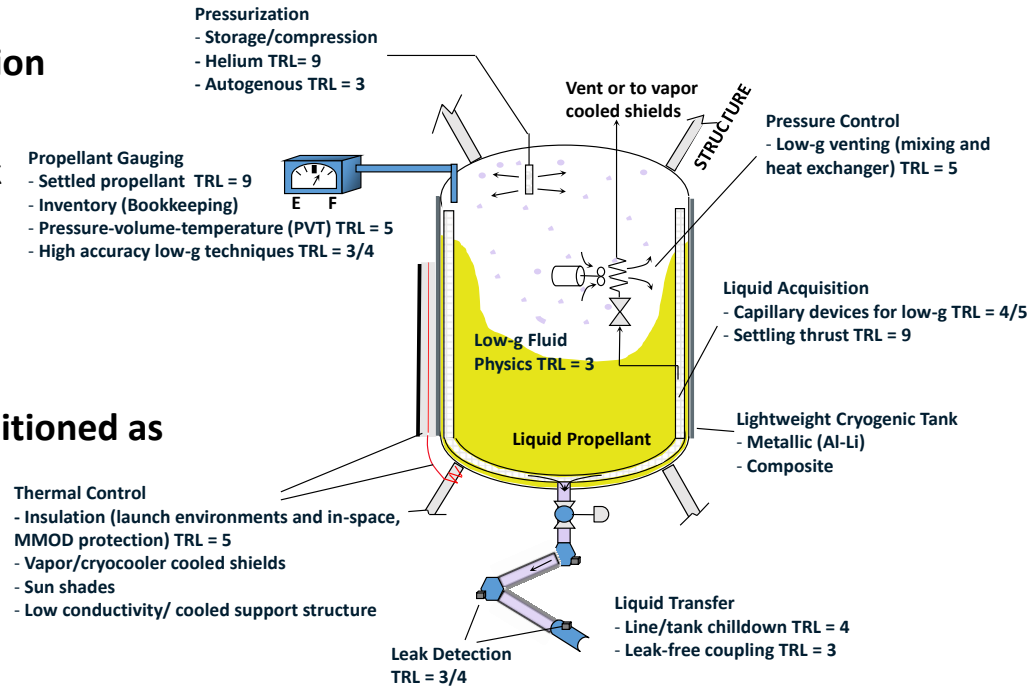 Pressurization
- Storage/compression
- Helium TRL= 9
- Autogenous TRL = 3
ion
Vent or to vapor
cooled shields
STRUCTURE
Pressure Control
- Low-g venting (mixing and
heat exchanger) TRL = 5
Propellant Gauging
- Settled propellant TRL = 9
- Inventory (Bookkeeping)
- Pressure-volume-temperature (PVT) TRL = 5
- High accuracy low-g techniques TRL = 3/4
E F
Liquid Acquisition
- Capillary devices for low-g TRL = 4/5
- Settling thrust TRL = 9
Low-g Fluid
Physics TRL = 3
Liquid Propellant
itioned as
Lightweight Cryogenic Tank
- Metallic (Al-Li)
- Composite
Thermal Control
- Insulation (launch environments and in-space,
MMOD protection) TRL = 5
- Vapor/cryocooler cooled shields
- Sun shades
- Low conductivity/ cooled support structure
Liquid Transfer
- Line/tank chilldown TRL = 4
- Leak-free coupling TRL = 3
Leak Detection
TRL = 3/4